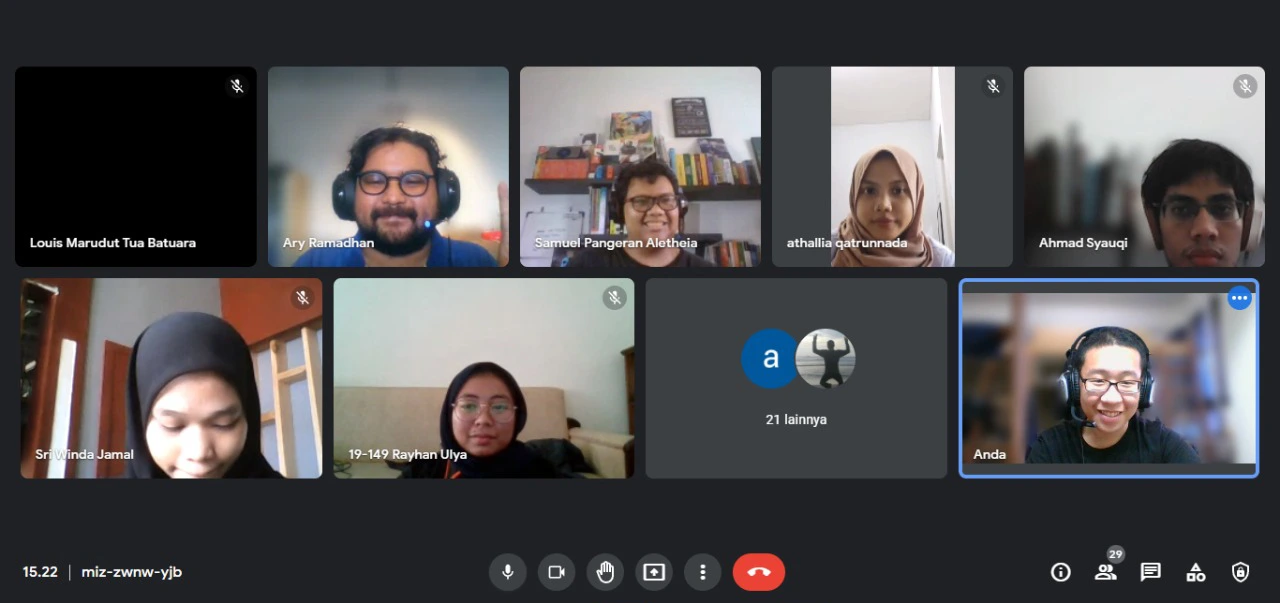 Louis Marudut Tua Batuara
Ary Ramadhan
Samuel Pangeran Aletheia
athallia qatrunnada
Ahmad Syauqi
Sri Winda Jamal
19-149 Rayhan Ulya
a
21 lainnya
Anda
15.22 | miz-zwnw-yjb
29